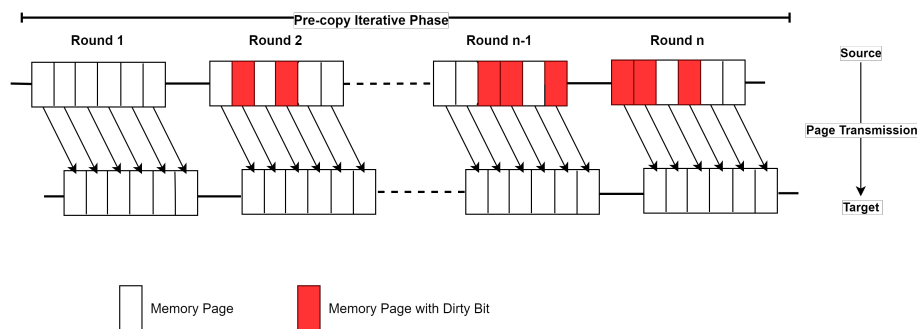 Pre-copy Iterative Phase
Round 1
Round 2
Round n-1
Round n
Source
Page Transmission
Target
Memory Page
Memory Page with Dirty Bit